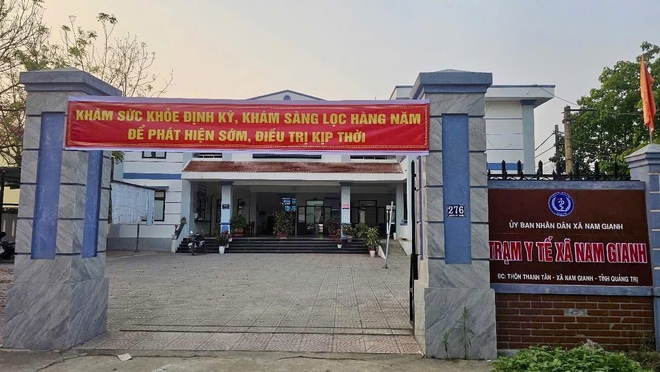 KHÁM SỨC KHỎE ĐỊNH KỲ, KHÁM SÀNG LỌC HÀNG NĂM
ĐỂ PHÁT HIỆN SỚM, ĐIỀU TRỊ KỊP THỜI
276
ỦY BAN NHÂN DÂN XÃ NAM GIANH
TRẠM Y TẾ XÃ NAM GIANH
ĐC: THÔN THANH TÂN - XÃ NAM GIANH - TỈNH QUẢNG TRỊ